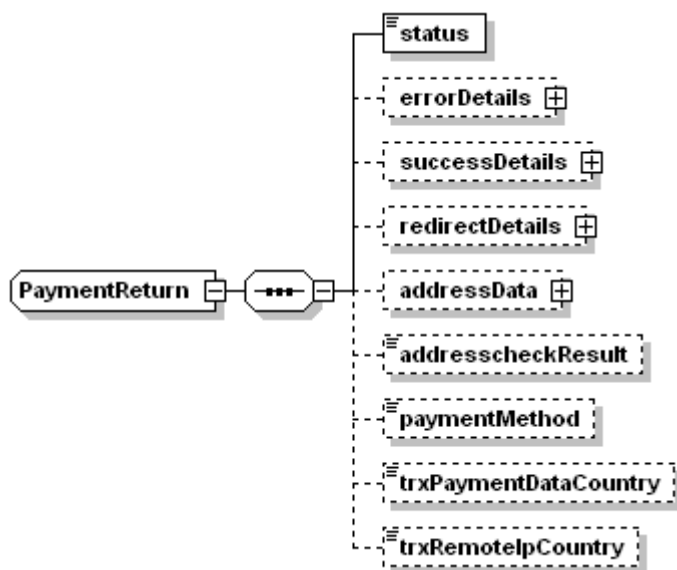 status
errorDetails
successDetails
redirectDetails
PaymentReturn
addressData
addresscheckResult
paymentMethod
trxPaymentDataCountry
trxRemoteIpCountry